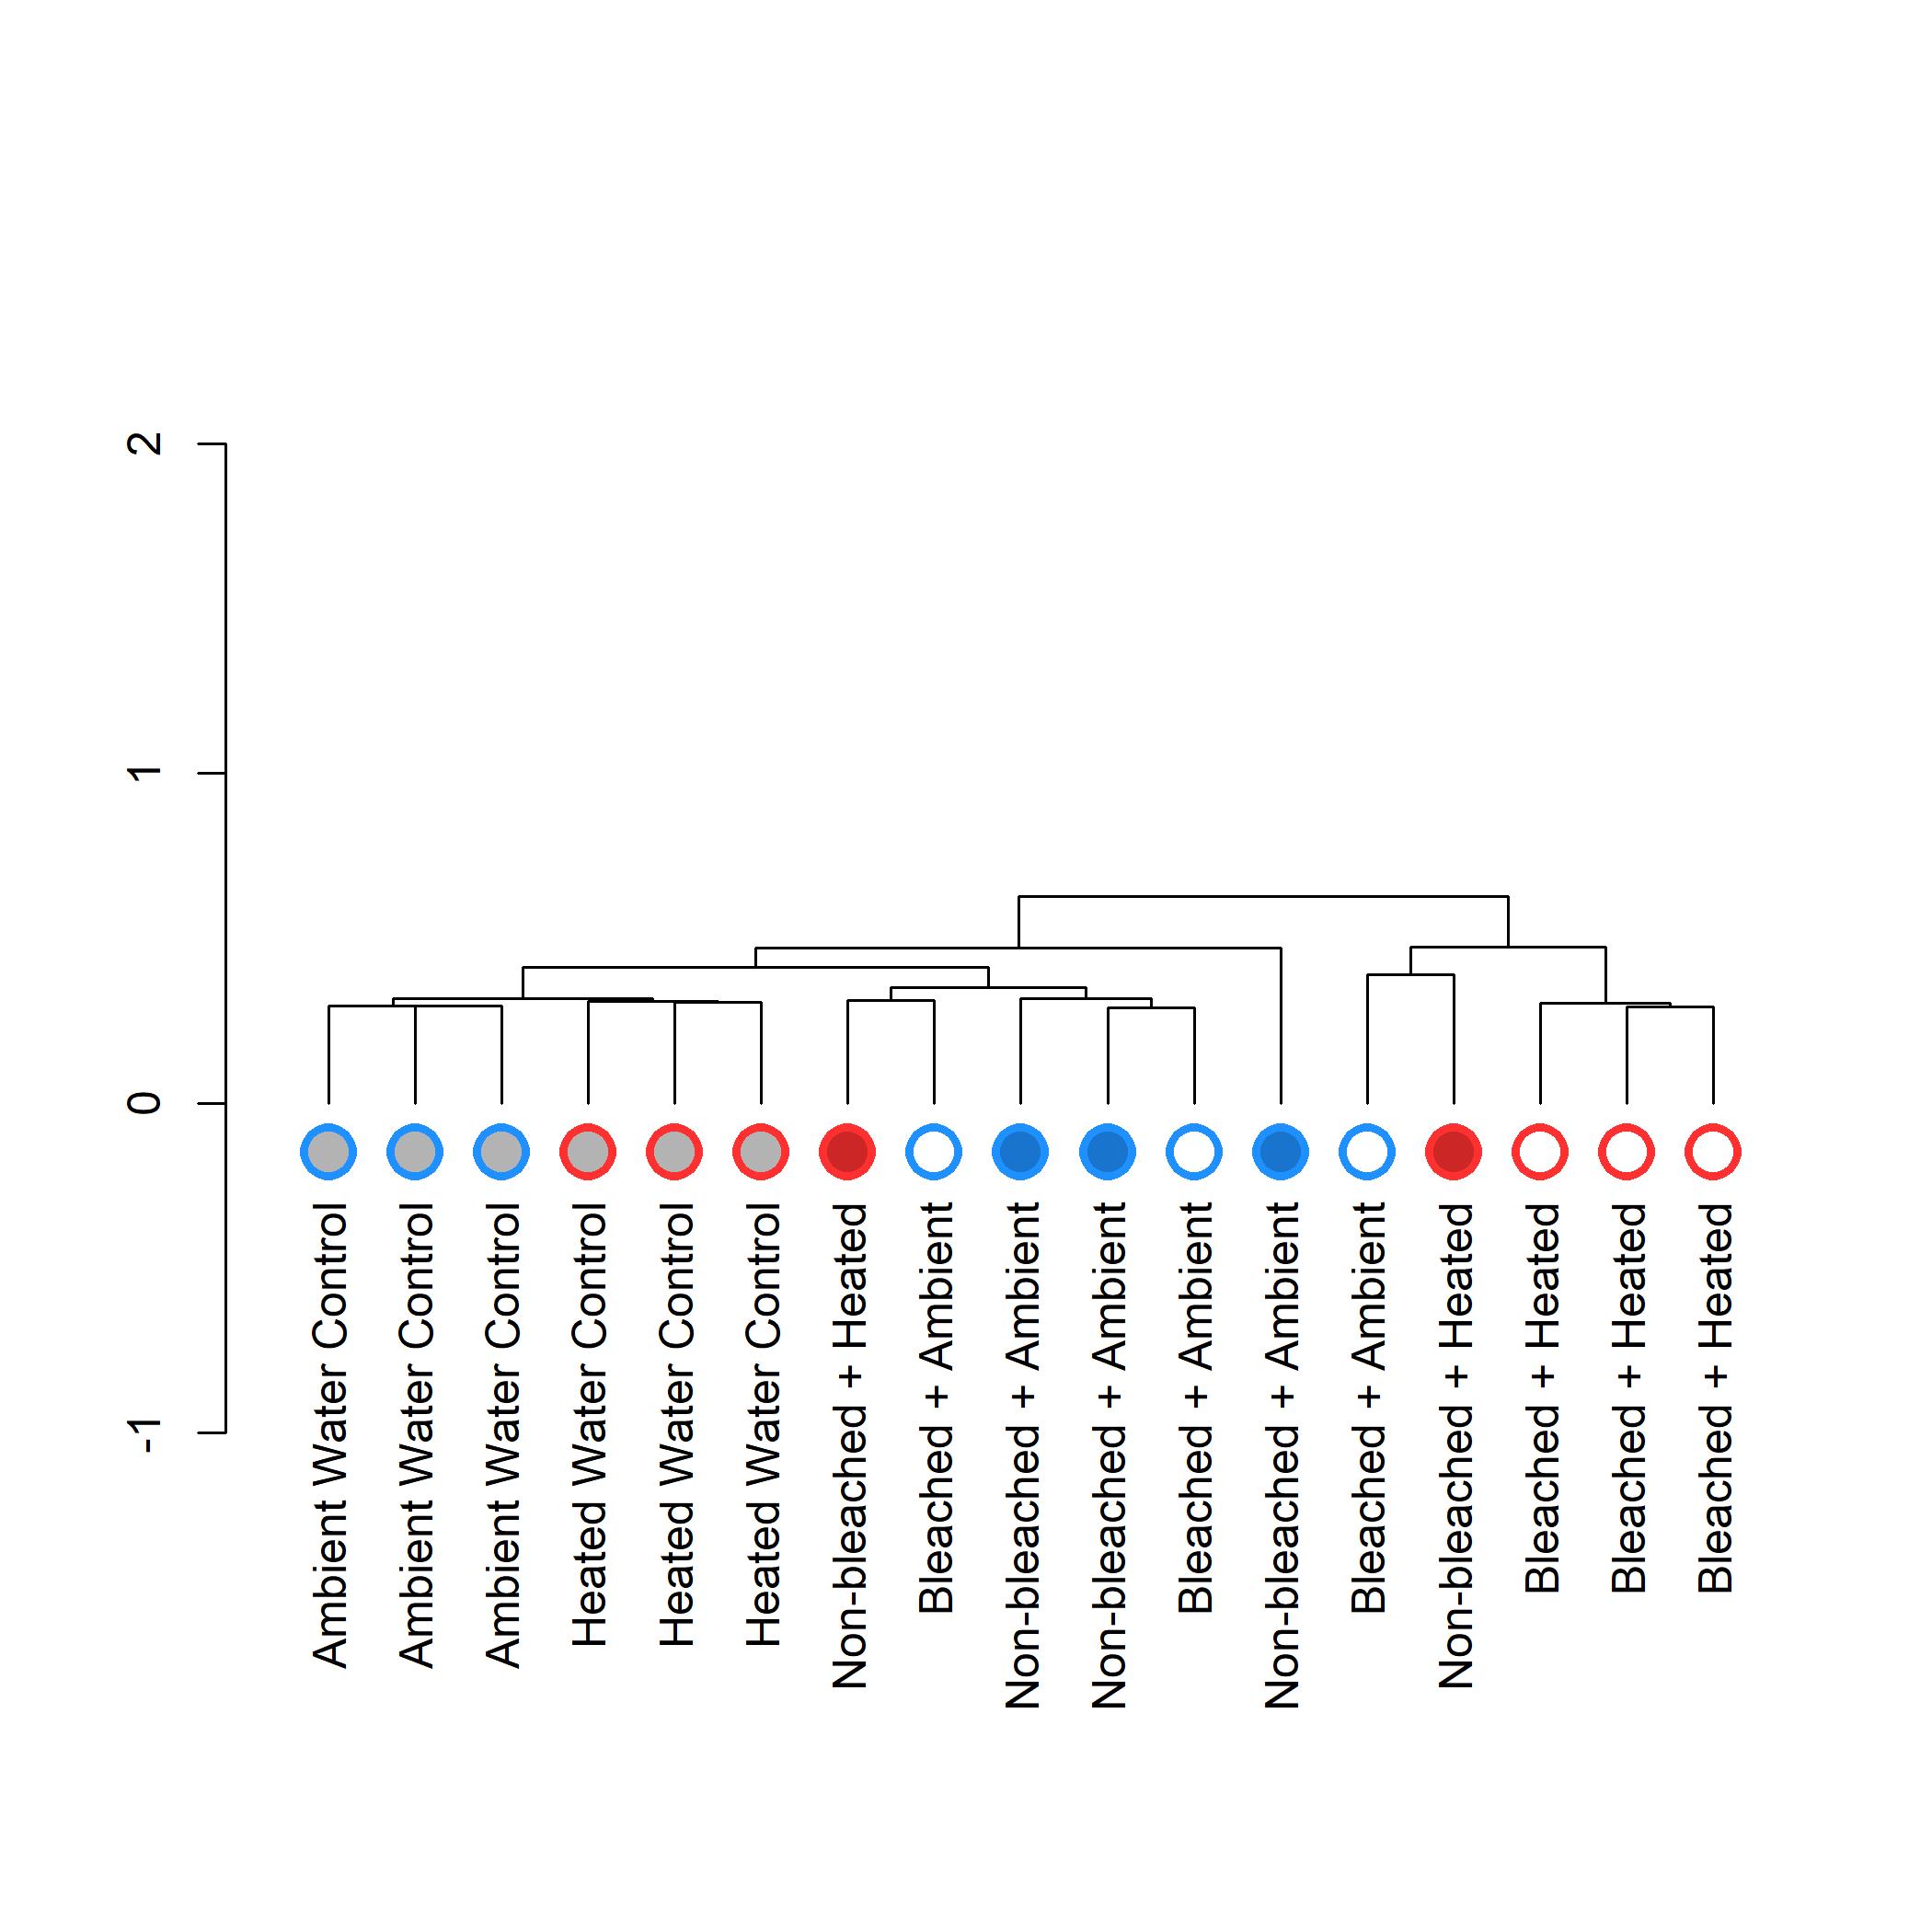 2
1
0
-1
Ambient Water Control
Ambient Water Control
Ambient Water Control
Heated Water Control
Heated Water Control
Heated Water Control
Non-bleached + Heated
Bleached + Ambient
Non-bleached + Ambient
Non-bleached + Ambient
Bleached + Ambient
Non-bleached + Ambient
Bleached + Ambient
Non-bleached + Heated
Bleached + Heated
Bleached + Heated
Bleached + Heated